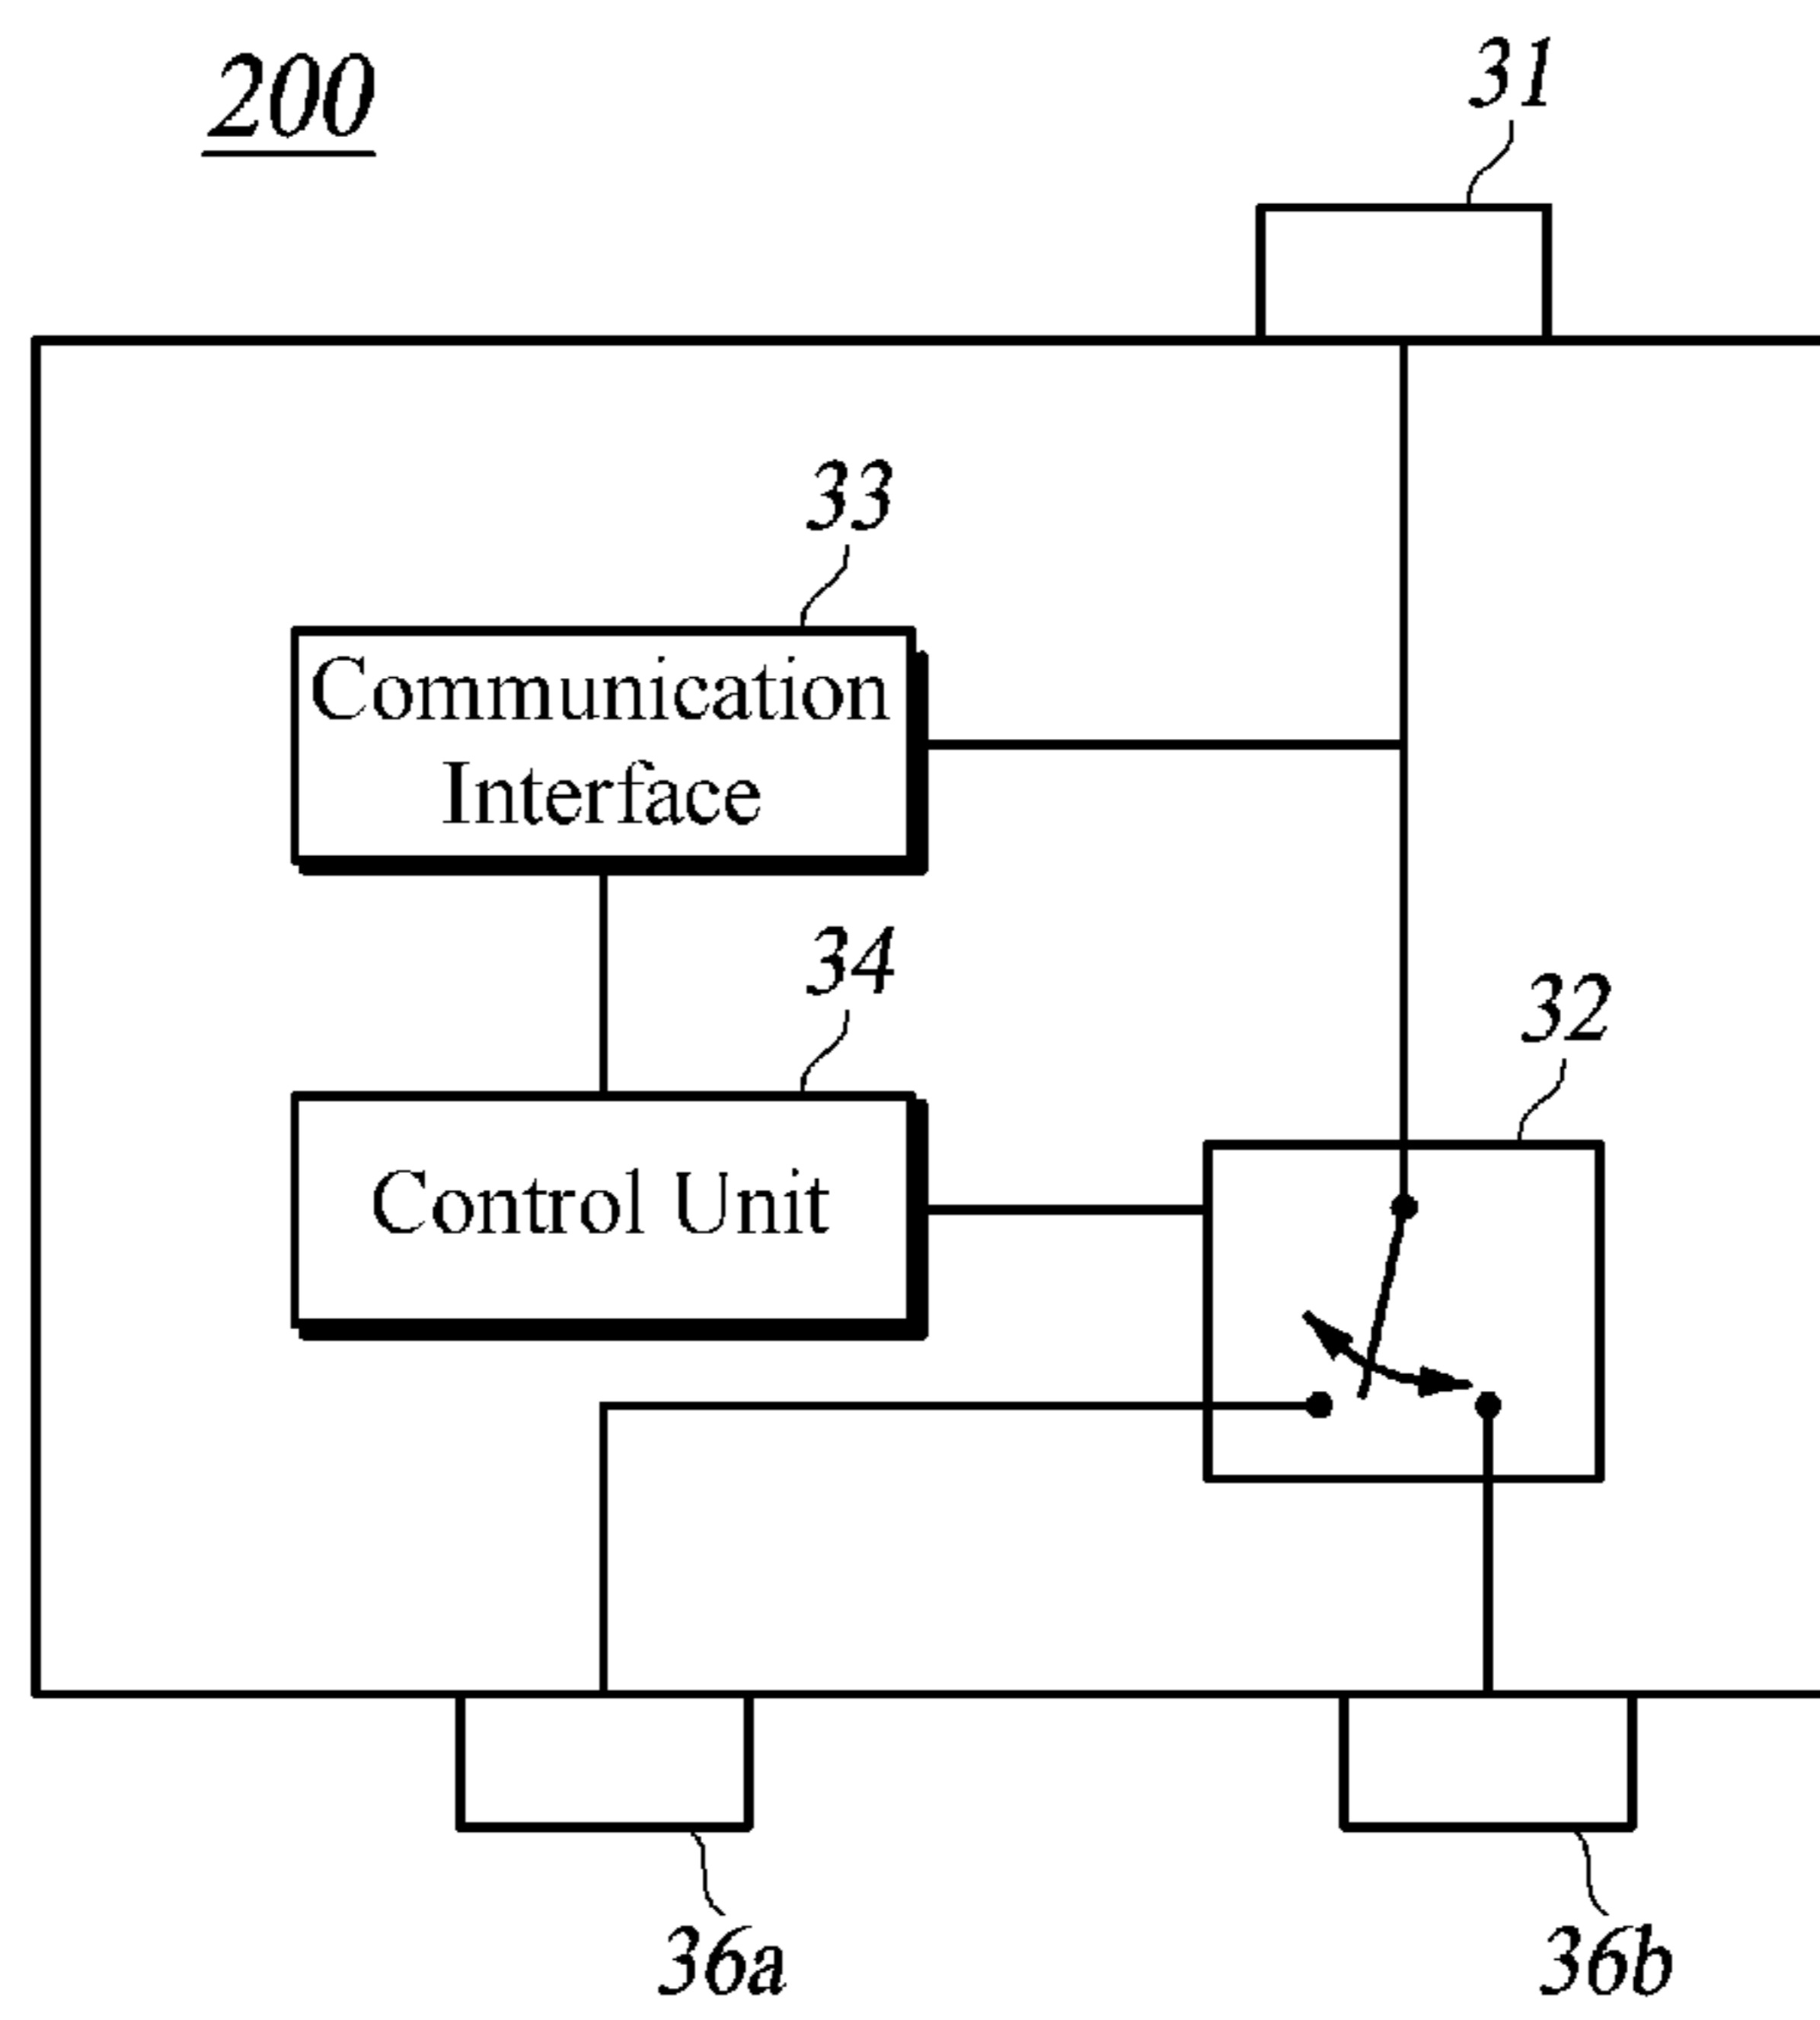 200
31
33
Communication
Interface
34
32
Control Unit
36a
36b